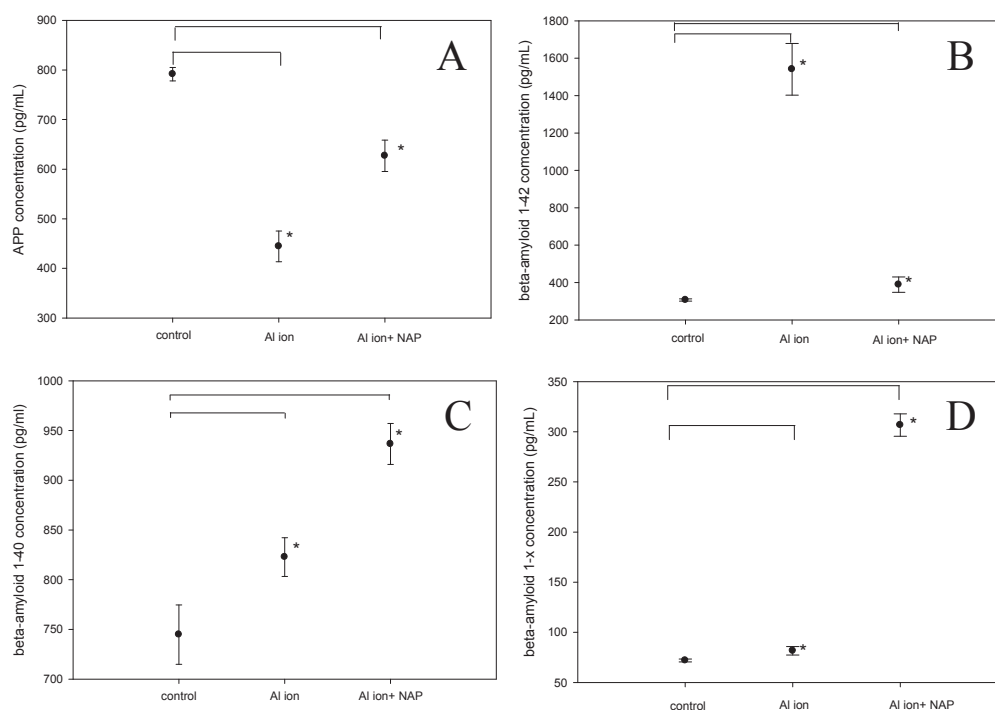 A
APP concentration (pg/mL)
900
800
700
600
500
400
300
*
*
control
Al ion
Al ion+ NAP
B
beta-amyloid 1-42 comcentration (pg/mL)
1800
1600
1400
1200
1000
800
600
400
200
*
*
control
Al ion
Al ion+ NAP
C
beta-amyloid 1-40 concentration (pg/ml)
1000
950
900
850
800
750
700
*
*
control
Al ion
Al ion+ NAP
D
beta-amyloid 1-x concentration (pg/mL)
350
300
250
200
150
100
50
*
*
control
Al ion
Al ion+ NAP